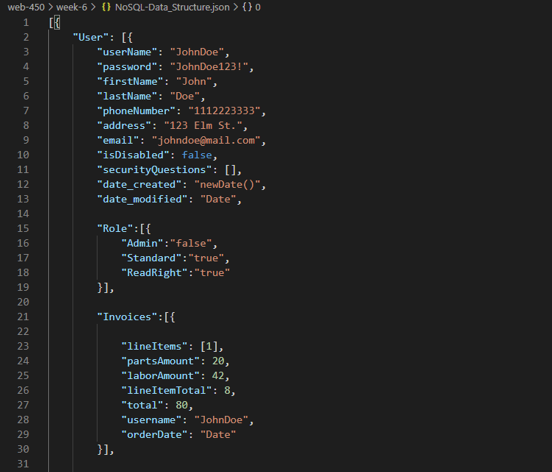 web-450 > week-6 > {} NoSQL-Data_Structure.json > {} 0
1 [{
2 "User": [{
3 "userName": "JohnDoe",
4 "password": "JohnDoe123!",
5 "firstName": "John",
6 "lastName": "Doe",
7 "phoneNumber": "1112223333",
8 "address": "123 Elm St.",
9 "email": "johndoe@mail.com",
10 "isDisabled": false,
11 "securityQuestions": [],
12 "date_created": "newDate()",
13 "date_modified": "Date",
14
15 "Role":[{
16 "Admin":"false",
17 "Standard":"true",
18 "ReadRight":"true"
19 }],
20
21 "Invoices":[{
22
23 "lineItems": [1],
24 "partsAmount": 20,
25 "laborAmount": 42,
26 "lineItemTotal": 8,
27 "total": 80,
28 "username": "JohnDoe",
29 "orderDate": "Date"
30 }],
31